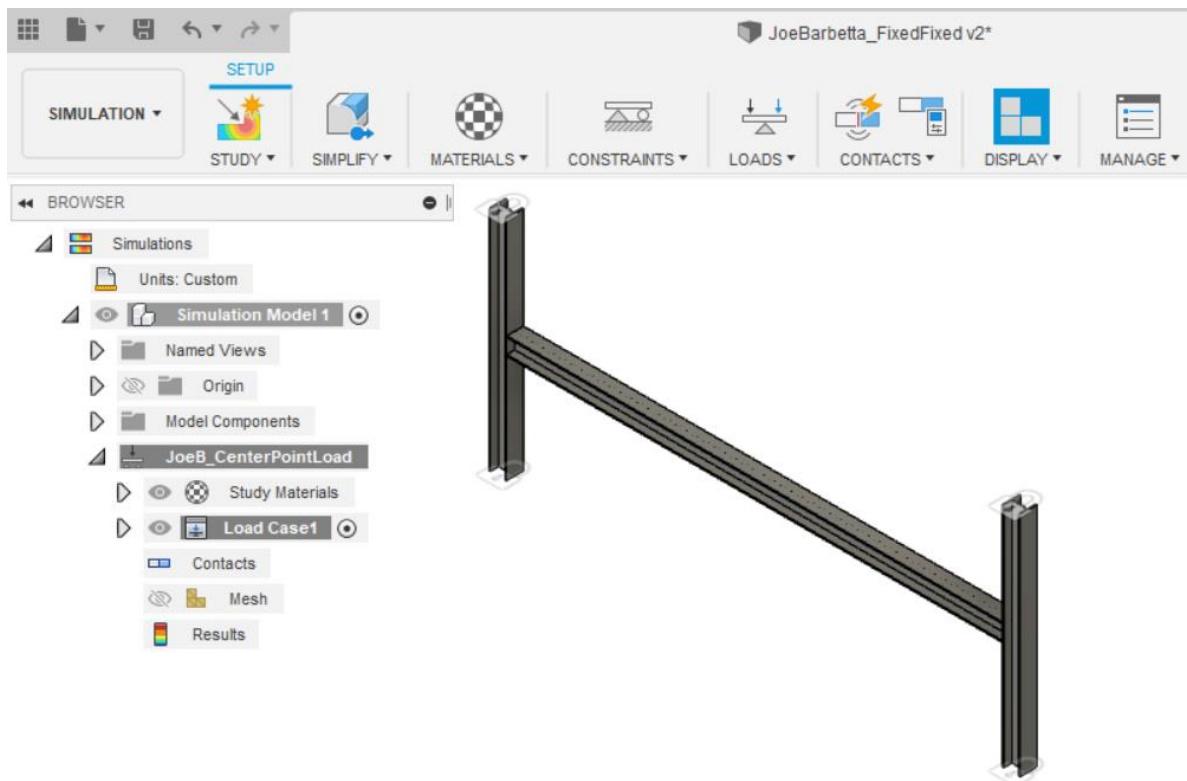 JoeBarbetta_FixedFixed v2*
SETUP
SIMULATION
STUDY SIMPLIFY MATERIALS CONSTRAINTS LOADS CONTACTS DISPLAY MANAGE
BROWSER
Simulations
Units: Custom
Simulation Model 1
Named Views
Origin
Model Components
JoeB_CenterPointLoad
Study Materials
Load Case1
Contacts
Mesh
Results